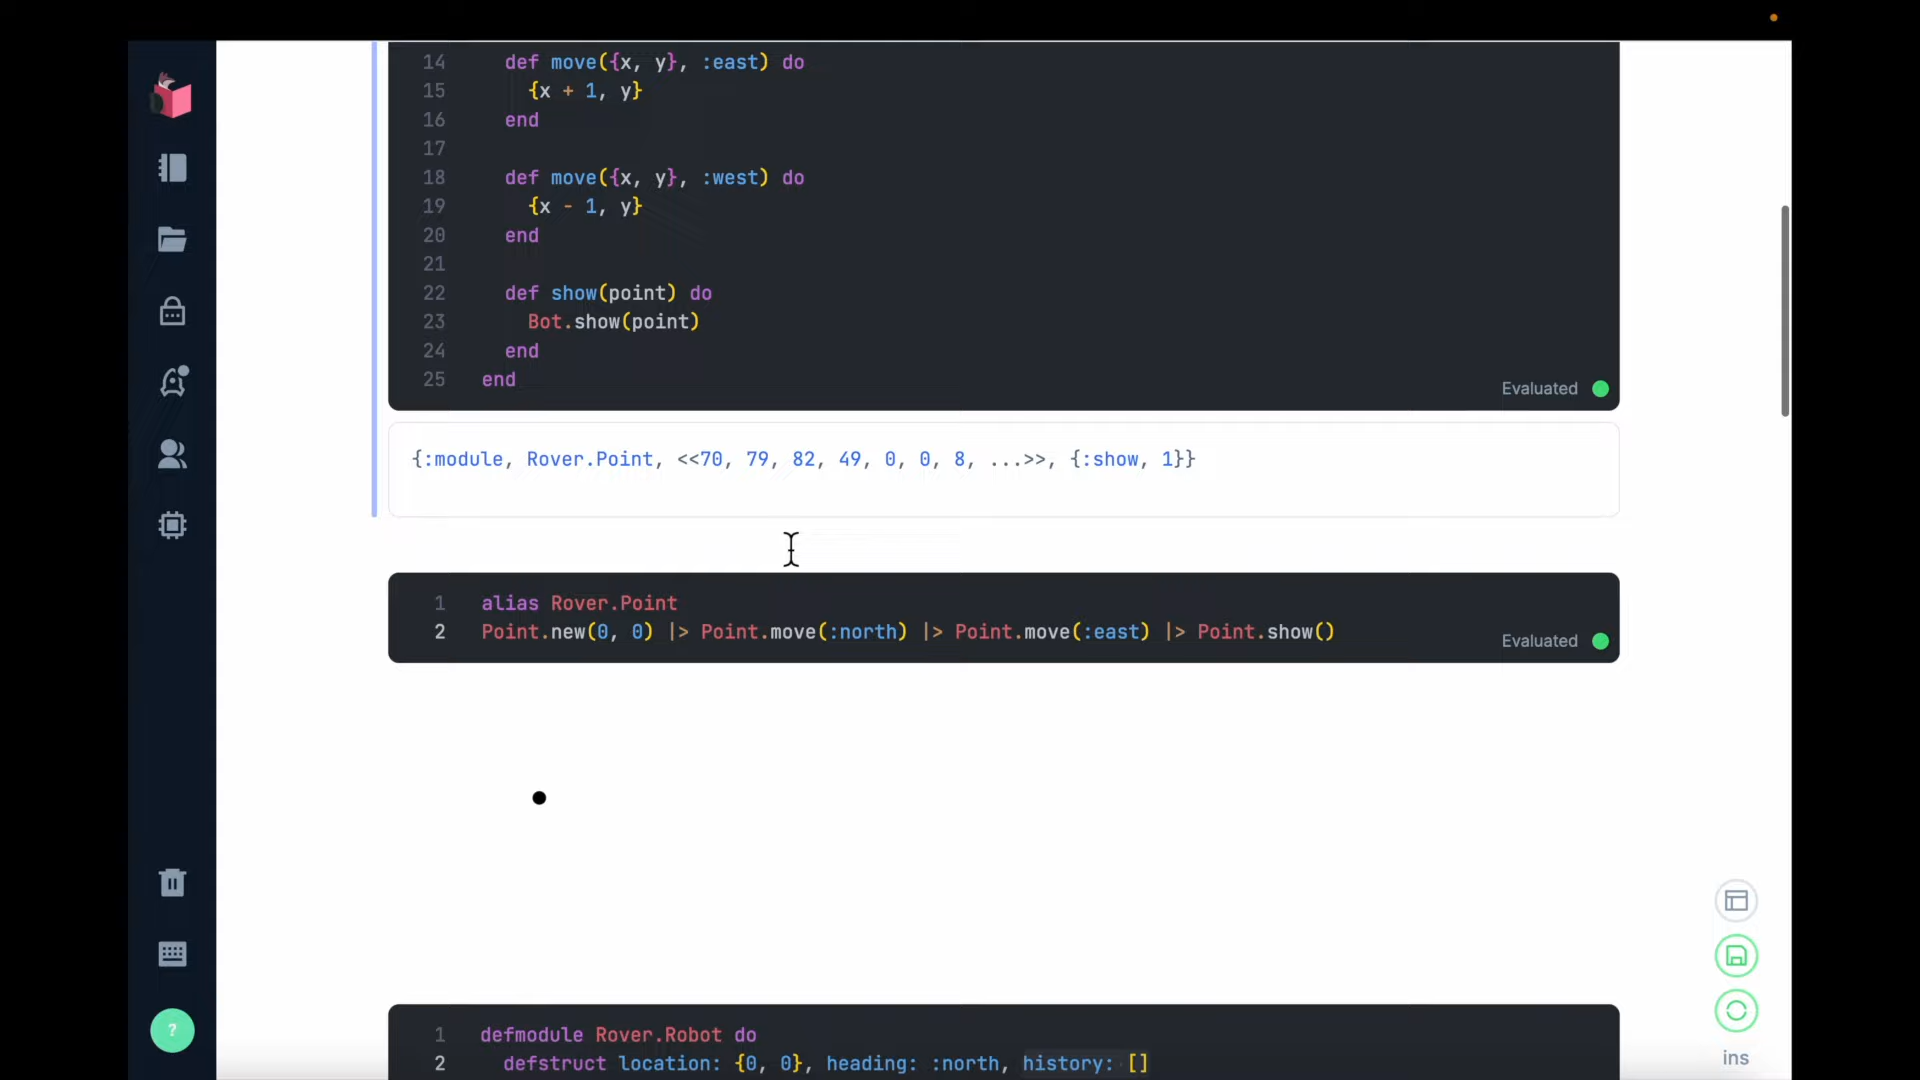 14 def move({x, y}, :east) do
15 {x + 1, y}
16 end
17
18 def move({x, y}, :west) do
19 {x - 1, y}
20 end
21
22 def show(point) do
23 Bot.show(point)
24 end
25 end
Evaluated
{:module, Rover.Point, <<70, 79, 82, 49, 0, 0, 8, ...>>, {:show, 1}}
1 alias Rover.Point
2 Point.new(0, 0) |> Point.move(:north) |> Point.move(:east) |> Point.show()
Evaluated
1 defmodule Rover.Robot do
2 defstruct location: {0, 0}, heading: :north, history: []
?
ins